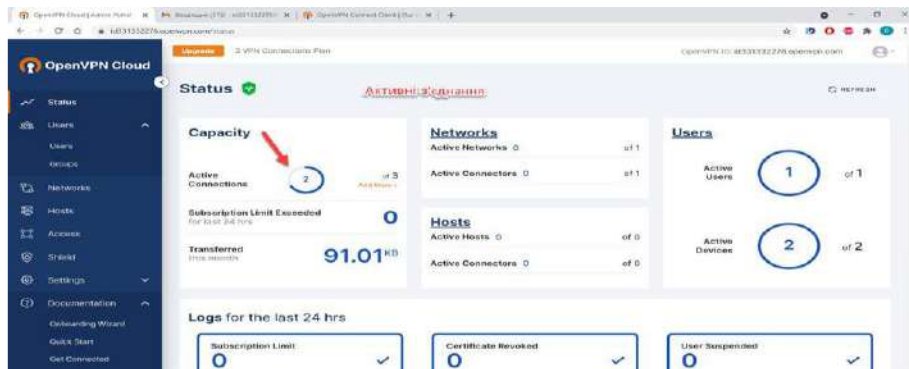 OpenVPN Cloud
Upgrade
3 VPN Connections Plan
Status
Активні з'єднання
REFRESH
Status
Users
Users
Groups
Networks
Hosts
Access
Shield
Settings
Documentation
Onboarding Wizard
Quick Start
Get Connected
Capacity
Active Connections
2
of 3
Subscription Limit Exceeded
for last 24 hrs
0
Transferred
this month
91.01 KB
Networks
Active Networks 0
of 1
Active Connectors 0
of 1
Hosts
Active Hosts 0
of 0
Active Connectors 0
of 0
Users
Active Users
1
of 1
Active Devices
2
of 2
Logs for the last 24 hrs
Subscription Limit
0
Certificate Revoked
0
User Suspended
0